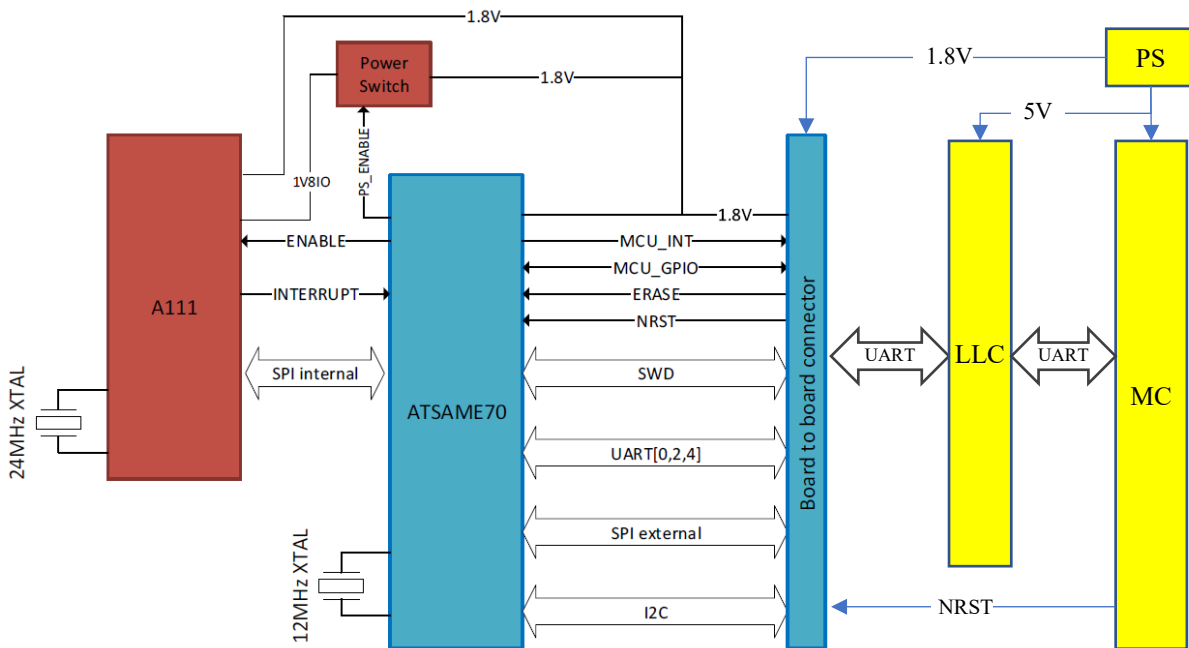 1.8V
PS
Power
Switch
1.8V
1.8V
5V
PS_ENABLE
1V8IO
1.8V
ENABLE
MCU_INT
MCU_GPIO
INTERRUPT
ERASE
A111
NRST
Board to board connector
UART
LLC
UART
SPI internal
SWD
MC
ATSAME70
24MHz XTAL
UART[0,2,4]
SPI external
12MHz XTAL
I2C
NRST